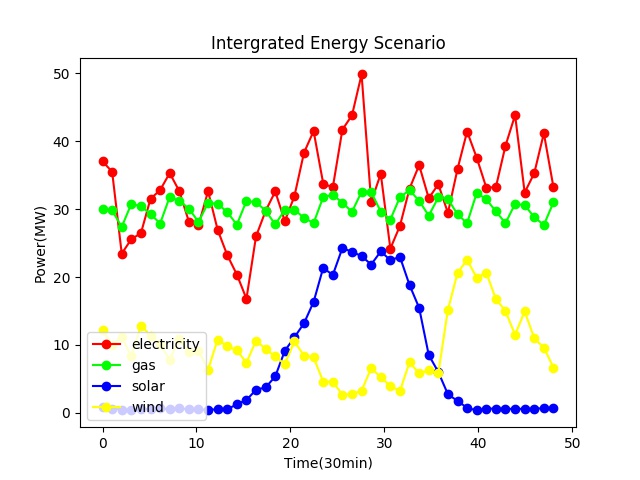 Intergrated Energy Scenario
Power(MW)
50
40
30
20
10
0
electricity
gas
solar
wind
0 10 20 30 40 50
Time(30min)